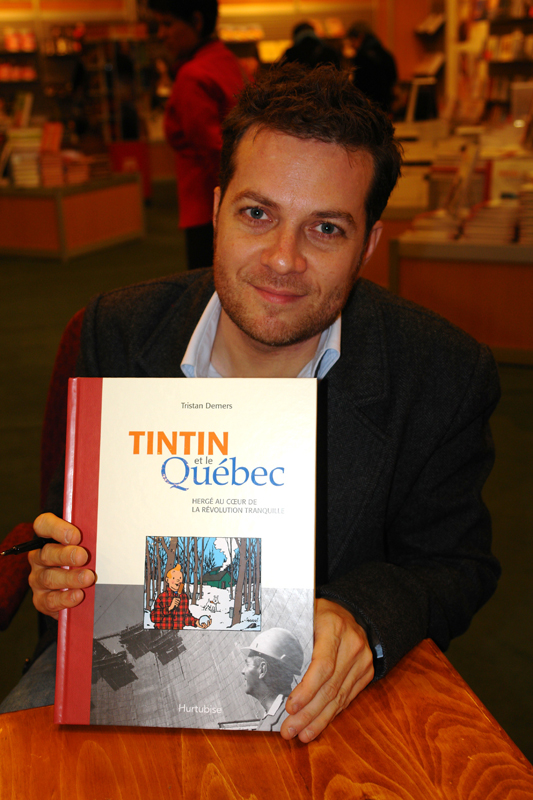 Tristan Demers
TINTIN
et le
Québec
HERGÉ AU CŒUR DE
LA RÉVOLUTION TRANQUILLE
Hurtubise